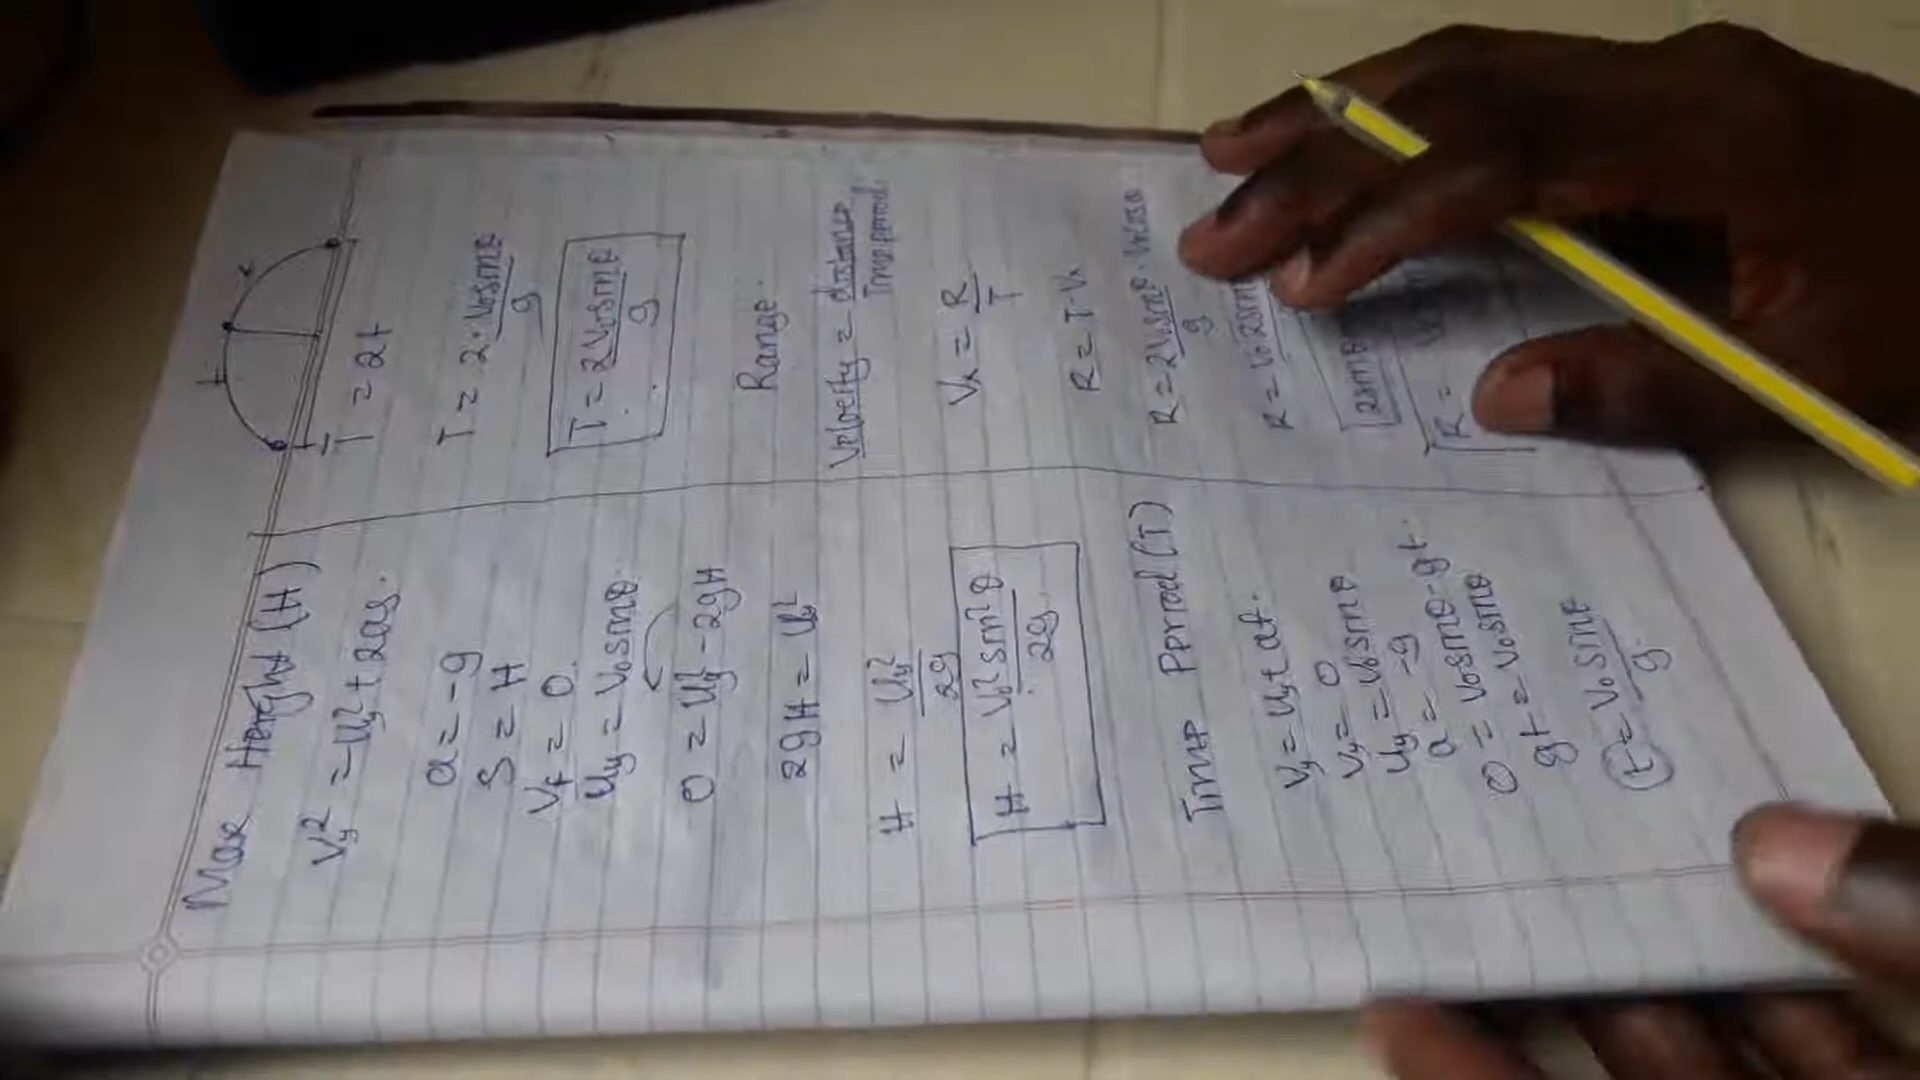 Max Height (H)
Vy² = Uy² + 2as.
a = -g
S = H
Vf = 0.
Uy = V₀sinθ.
0 = Uy² - 2gH
2gH = Uy²
H = Uy²/2g
H = V₀² sin²θ/2g
Time Period (T)
Vy = Uy + at.
Vy = 0
Uy = V₀sinθ
a = -g
0 = V₀sinθ - gt.
gt = V₀sinθ
t = V₀sinθ/g.
t
T
T = 2t
T = 2 · V₀sinθ/g
T = 2V₀sinθ/g
Range.
Velocity = distance/Time period.
Vx = R/T
R = T · Vx
R = 2V₀sinθ/g · V₀cosθ
R =
2sinθ
R =